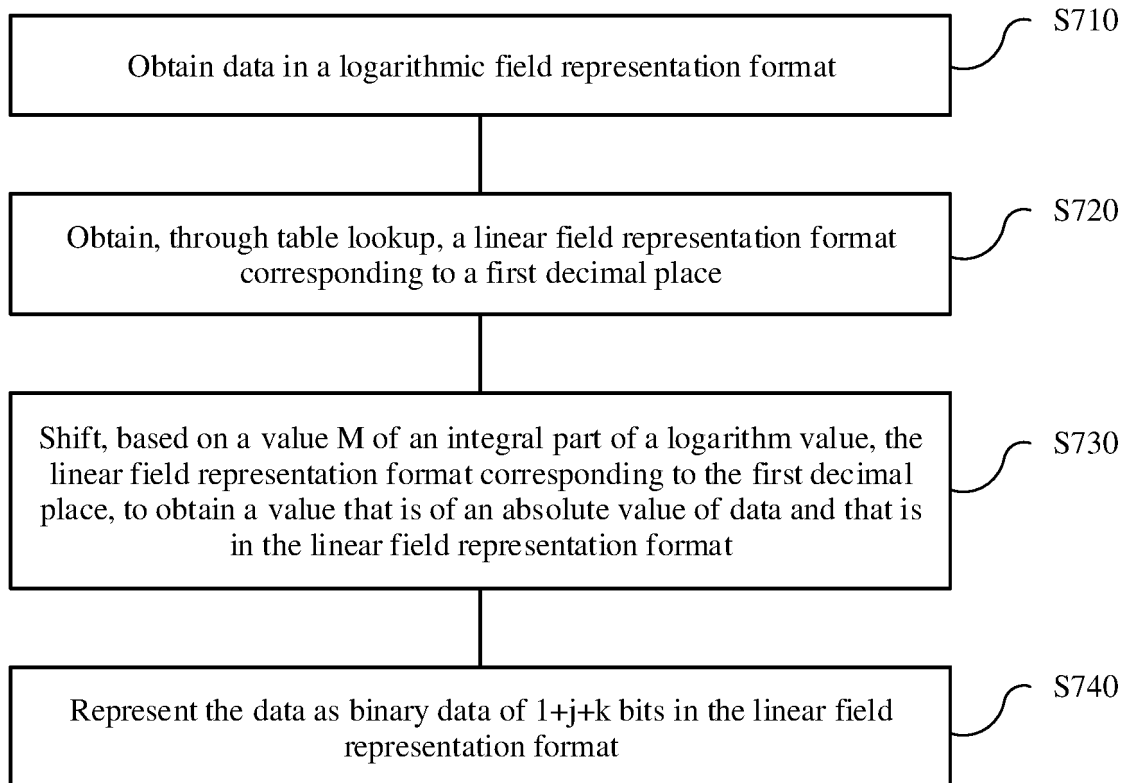 S710
Obtain data in a logarithmic field representation format
S720
Obtain, through table lookup, a linear field representation format
corresponding to a first decimal place
S730
Shift, based on a value M of an integral part of a logarithm value, the
linear field representation format corresponding to the first decimal
place, to obtain a value that is of an absolute value of data and that is
in the linear field representation format
S740
Represent the data as binary data of 1+j+k bits in the linear field
representation format